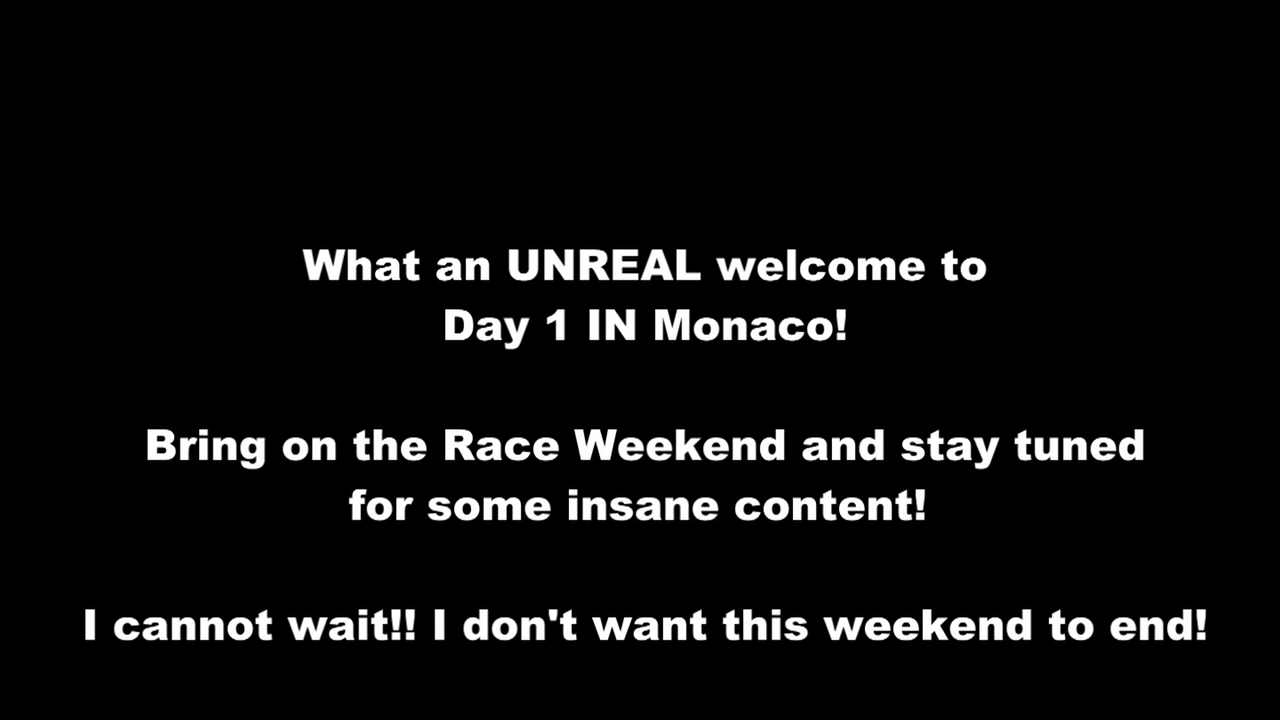 What an UNREAL welcome to
Day 1 IN Monaco!
Bring on the Race Weekend and stay tuned
for some insane content!
I cannot wait!! I don't want this weekend to end!